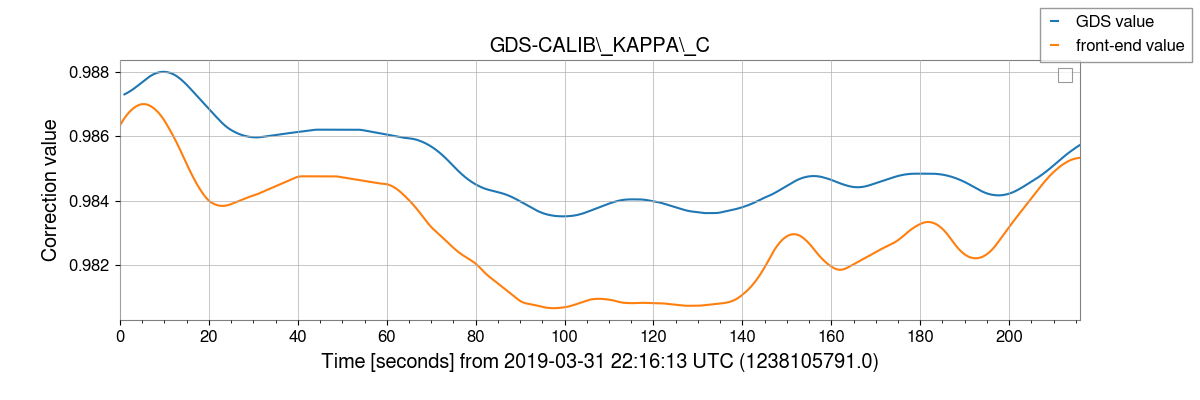 GDS value
front-end value
GDS-CALIB\_KAPPA\_C
Correction value
0.988
0.986
0.984
0.982
0 20 40 60 80 100 120 140 160 180 200
Time [seconds] from 2019-03-31 22:16:13 UTC (1238105791.0)